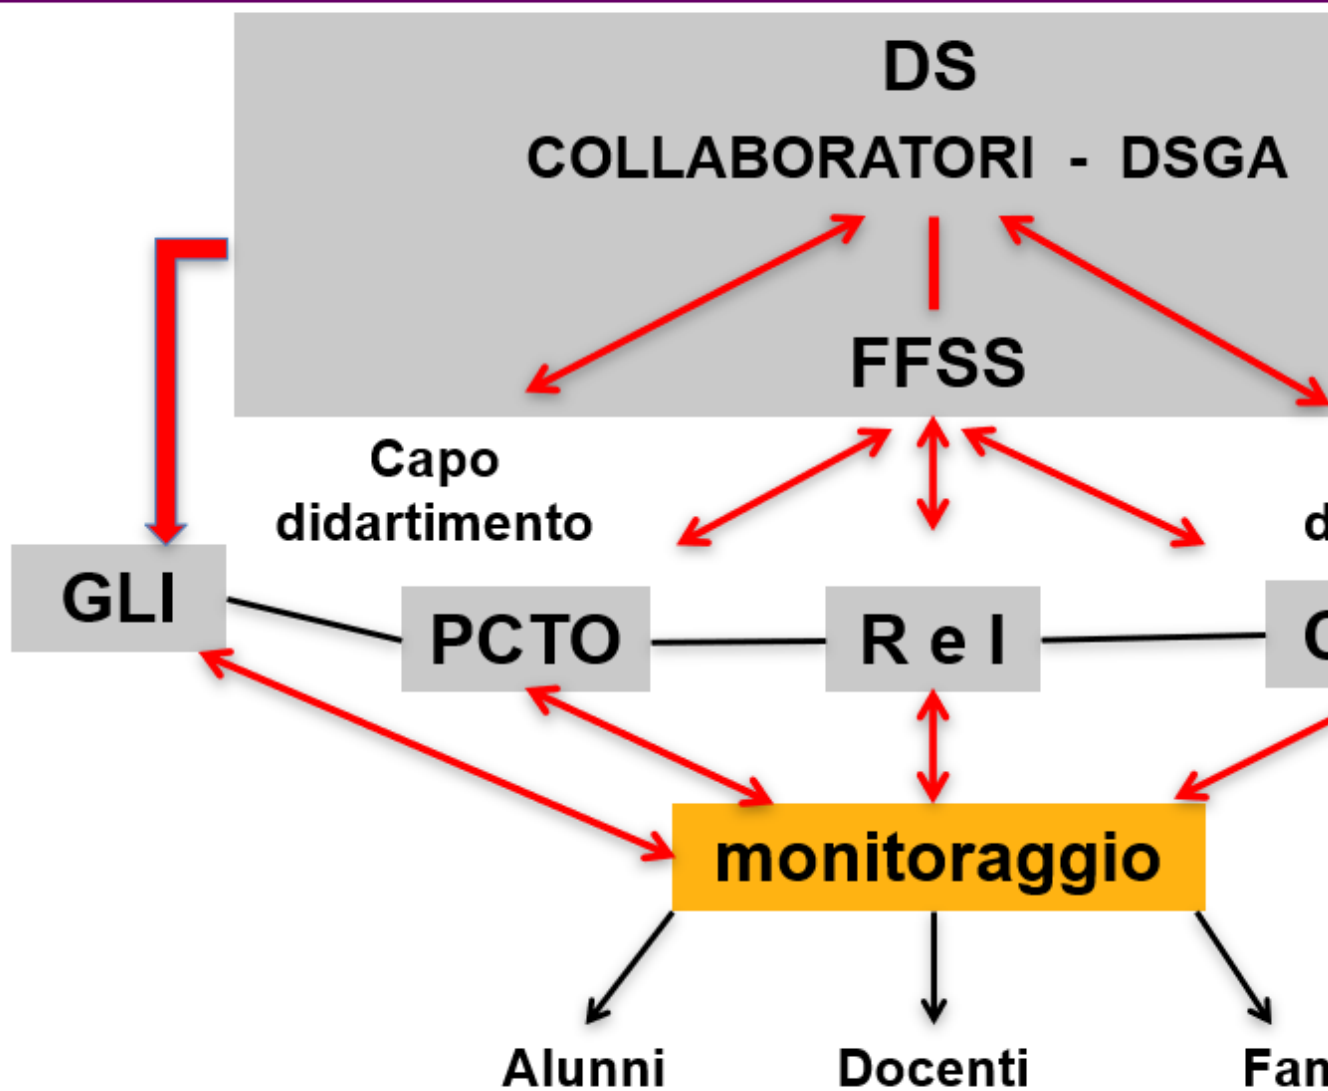 DS
COLLABORATORI - DSGA
FFSS
Capo
didartimento
GLI
PCTO
R e I
monitoraggio
Alunni
Docenti